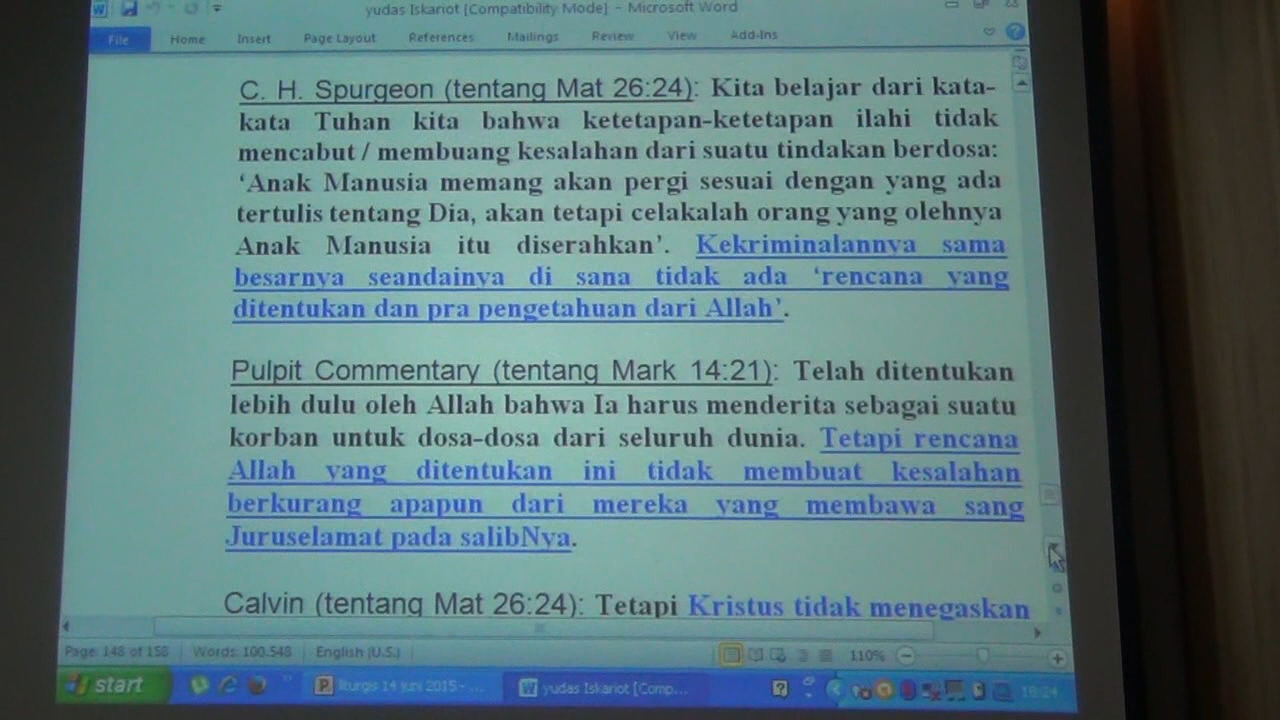 yudas Iskariot [Compatibility Mode] - Microsoft Word
File Home Insert Page Layout References Mailings Review View Add-Ins
C. H. Spurgeon (tentang Mat 26:24): Kita belajar dari kata-
kata Tuhan kita bahwa ketetapan-ketetapan ilahi tidak
mencabut / membuang kesalahan dari suatu tindakan berdosa:
‘Anak Manusia memang akan pergi sesuai dengan yang ada
tertulis tentang Dia, akan tetapi celakalah orang yang olehnya
Anak Manusia itu diserahkan’. Kekriminalannya sama
besarnya seandainya di sana tidak ada ‘rencana yang
ditentukan dan pra pengetahuan dari Allah’.
Pulpit Commentary (tentang Mark 14:21): Telah ditentukan
lebih dulu oleh Allah bahwa Ia harus menderita sebagai suatu
korban untuk dosa-dosa dari seluruh dunia. Tetapi rencana
Allah yang ditentukan ini tidak membuat kesalahan
berkurang apapun dari mereka yang membawa sang
Juruselamat pada salibNya.
Calvin (tentang Mat 26:24): Tetapi Kristus tidak menegaskan
Page: 148 of 158 Words: 100.548 English (U.S.) 110%
start liturgis 14 juni 2015 - ... yudas Iskariot [Comp... 18:24